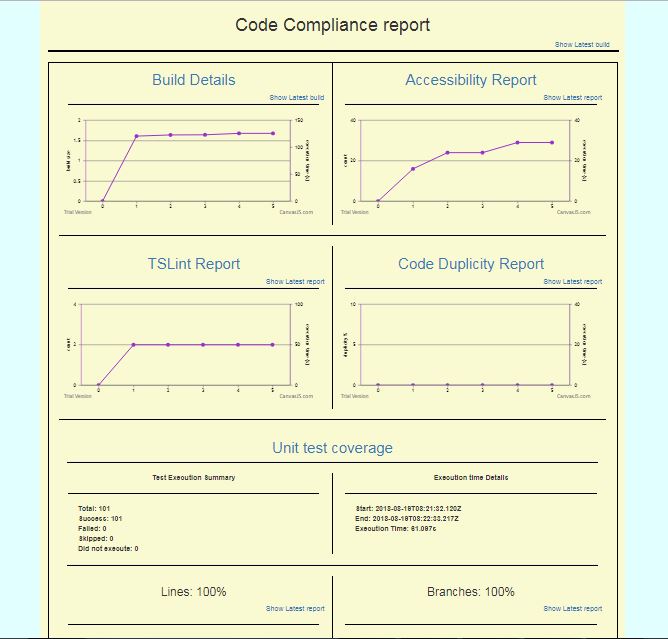 Code Compliance report
Show Latest build
Build Details
Show Latest build
2
1.5
1
0.5
0
build size
150
100
50
0
0 1 2 3 4 5
Trial Version
CanvasJS.com
Accessibility Report
Show Latest report
40
20
0
count
40
20
0
0 1 2 3 4 5
Trial Version
CanvasJS.com
TSLint Report
Show Latest report
4
2
0
count
100
50
0
0 1 2 3 4 5
Trial Version
CanvasJS.com
Code Duplicity Report
Show Latest report
10
5
0
duplicity %
40
20
0
0 1 2 3 4 5
Trial Version
CanvasJS.com
Unit test coverage
Test Execution Summary
Total: 101
Success: 101
Failed: 0
Skipped: 0
Did not execute: 0
Execution time Details
Start: 2018-08-19T08:21:32.120Z
End: 2018-08-19T08:22:33.217Z
Execution Time: 61.097s
Lines: 100%
Show Latest report
Branches: 100%
Show Latest report